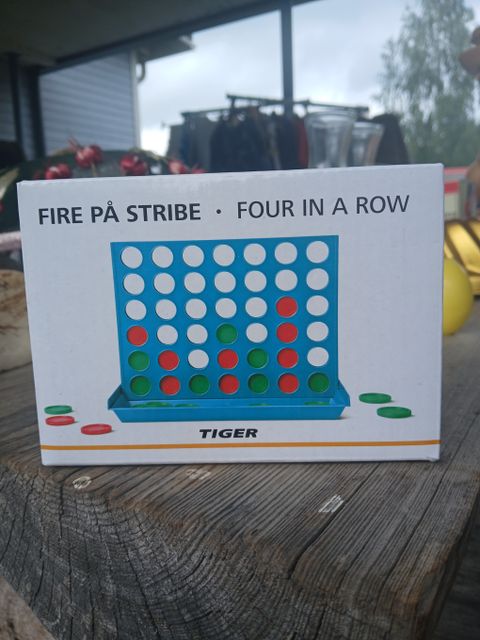 FIRE PÅ STRIBE · FOUR IN A ROW
TIGER